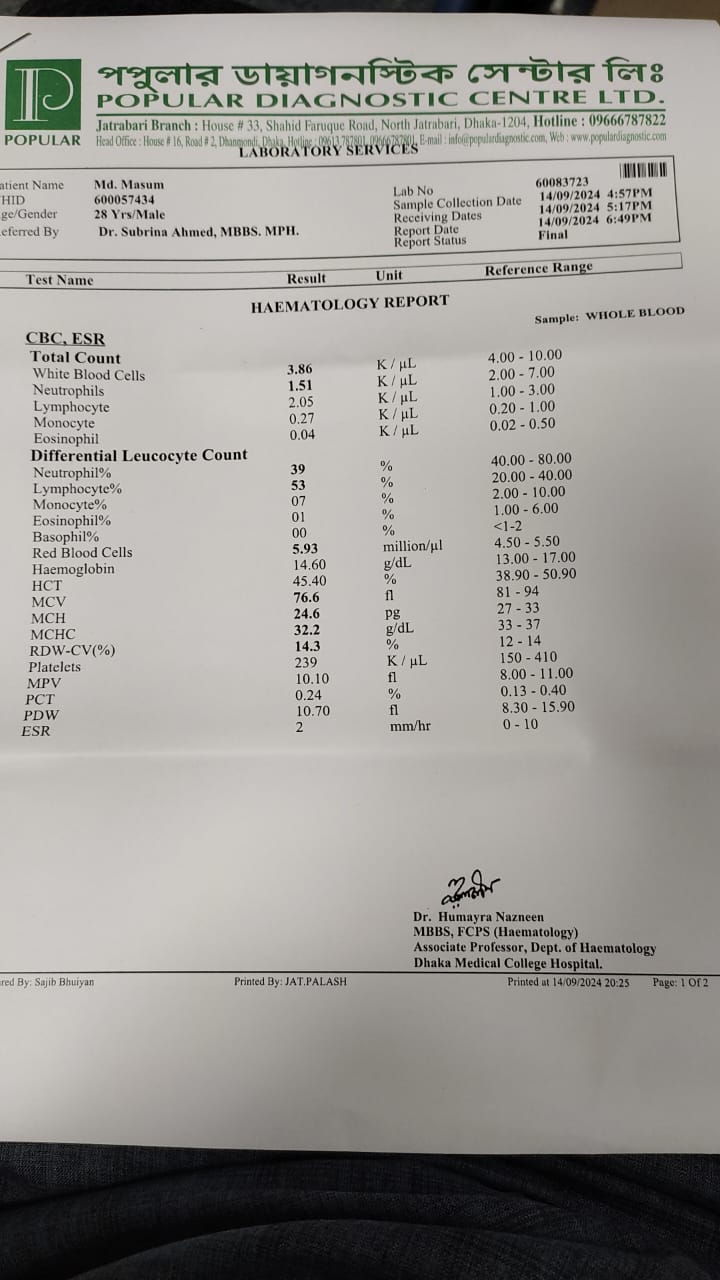 পপুলার ডায়াগনস্টিক সেন্টার লিঃ
POPULAR DIAGNOSTIC CENTRE LTD.
POPULAR
Jatrabari Branch : House # 33, Shahid Faruque Road, North Jatrabari, Dhaka-1204, Hotline : 09666787822
Head Office : House # 16, Road # 2, Dhanmondi, Dhaka, Hotline : 09613 787801, 09666787801, E-mail : info@populardiagnostic.com, Web : www.populardiagnostic.com
LABORATORY SERVICES
atient Name Md. Masum Lab No 60083723
HID 600057434 Sample Collection Date 14/09/2024 4:57PM
ge/Gender 28 Yrs/Male Receiving Dates 14/09/2024 5:17PM
eferred By Dr. Subrina Ahmed, MBBS. MPH. Report Date 14/09/2024 6:49PM
Report Status Final
Test Name Result Unit Reference Range
HAEMATOLOGY REPORT
Sample: WHOLE BLOOD
CBC, ESR
Total Count
White Blood Cells 3.86 K / µL 4.00 - 10.00
Neutrophils 1.51 K / µL 2.00 - 7.00
Lymphocyte 2.05 K / µL 1.00 - 3.00
Monocyte 0.27 K / µL 0.20 - 1.00
Eosinophil 0.04 K / µL 0.02 - 0.50
Differential Leucocyte Count
Neutrophil% 39 % 40.00 - 80.00
Lymphocyte% 53 % 20.00 - 40.00
Monocyte% 07 % 2.00 - 10.00
Eosinophil% 01 % 1.00 - 6.00
Basophil% 00 % <1-2
Red Blood Cells 5.93 million/µl 4.50 - 5.50
Haemoglobin 14.60 g/dL 13.00 - 17.00
HCT 45.40 % 38.90 - 50.90
MCV 76.6 fl 81 - 94
MCH 24.6 pg 27 - 33
MCHC 32.2 g/dL 33 - 37
RDW-CV(%) 14.3 % 12 - 14
Platelets 239 K / µL 150 - 410
MPV 10.10 fl 8.00 - 11.00
PCT 0.24 % 0.13 - 0.40
PDW 10.70 fl 8.30 - 15.90
ESR 2 mm/hr 0 - 10
Dr. Humayra Nazneen
MBBS, FCPS (Haematology)
Associate Professor, Dept. of Haematology
Dhaka Medical College Hospital.
red By: Sajib Bhuiyan Printed By: JAT.PALASH Printed at 14/09/2024 20:25 Page: 1 Of 2